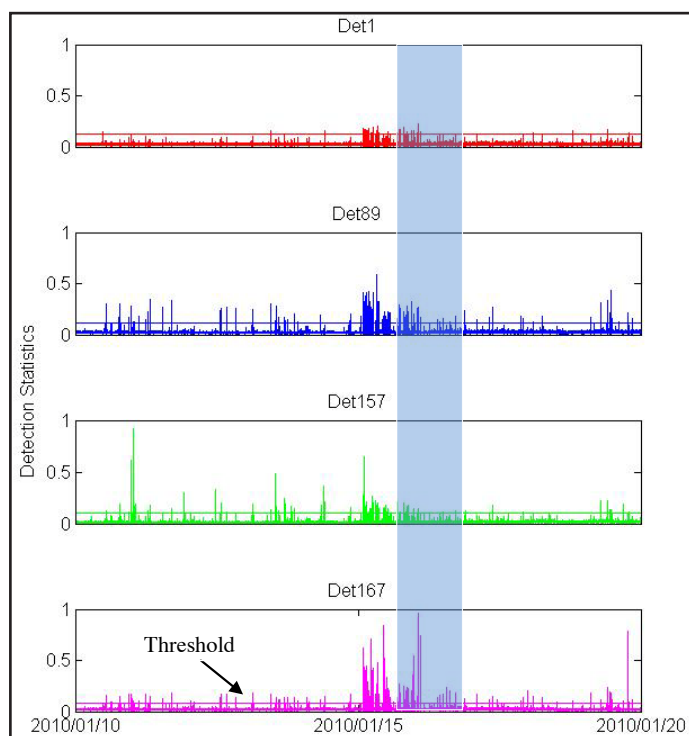 Det1
1
0.5
0
Det89
1
0.5
0
Detection Statistics
Det157
1
0.5
0
Det167
1
Threshold
0.5
0
2010/01/10 2010/01/15 2010/01/20